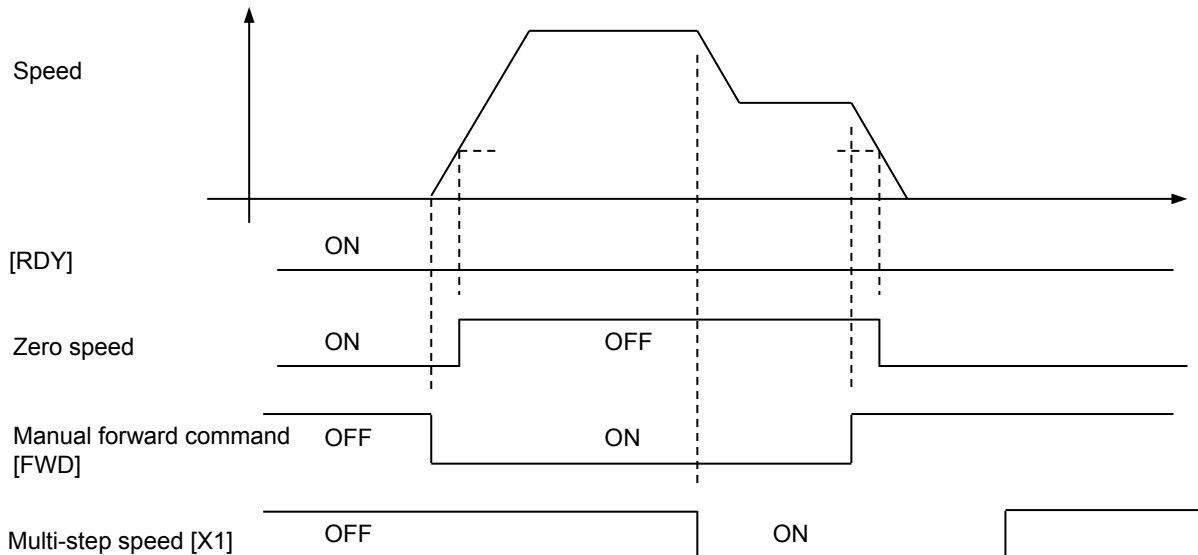 Speed
[RDY]
ON
Zero speed
ON
OFF
Manual forward command
[FWD]
OFF
ON
Multi-step speed [X1]
OFF
ON